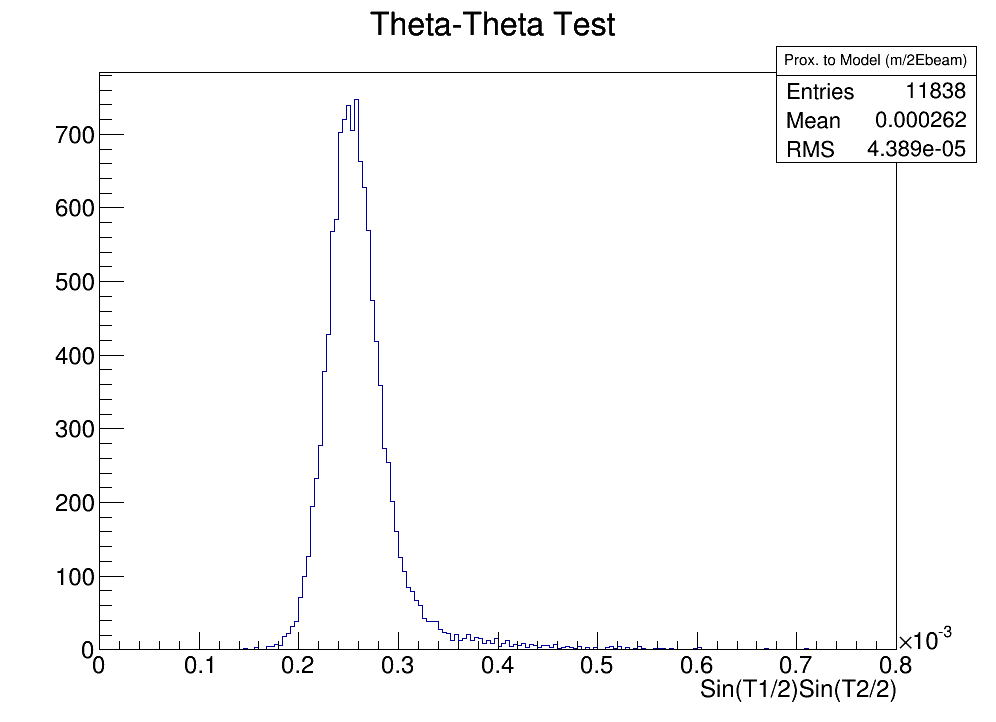 Theta-Theta Test
Prox. to Model (m/2Ebeam)
Entries 11838
Mean 0.000262
RMS 4.389e-05
700
600
500
400
300
200
100
0
0 0.1 0.2 0.3 0.4 0.5 0.6 0.7 0.8
×10-3
Sin(T1/2)Sin(T2/2)